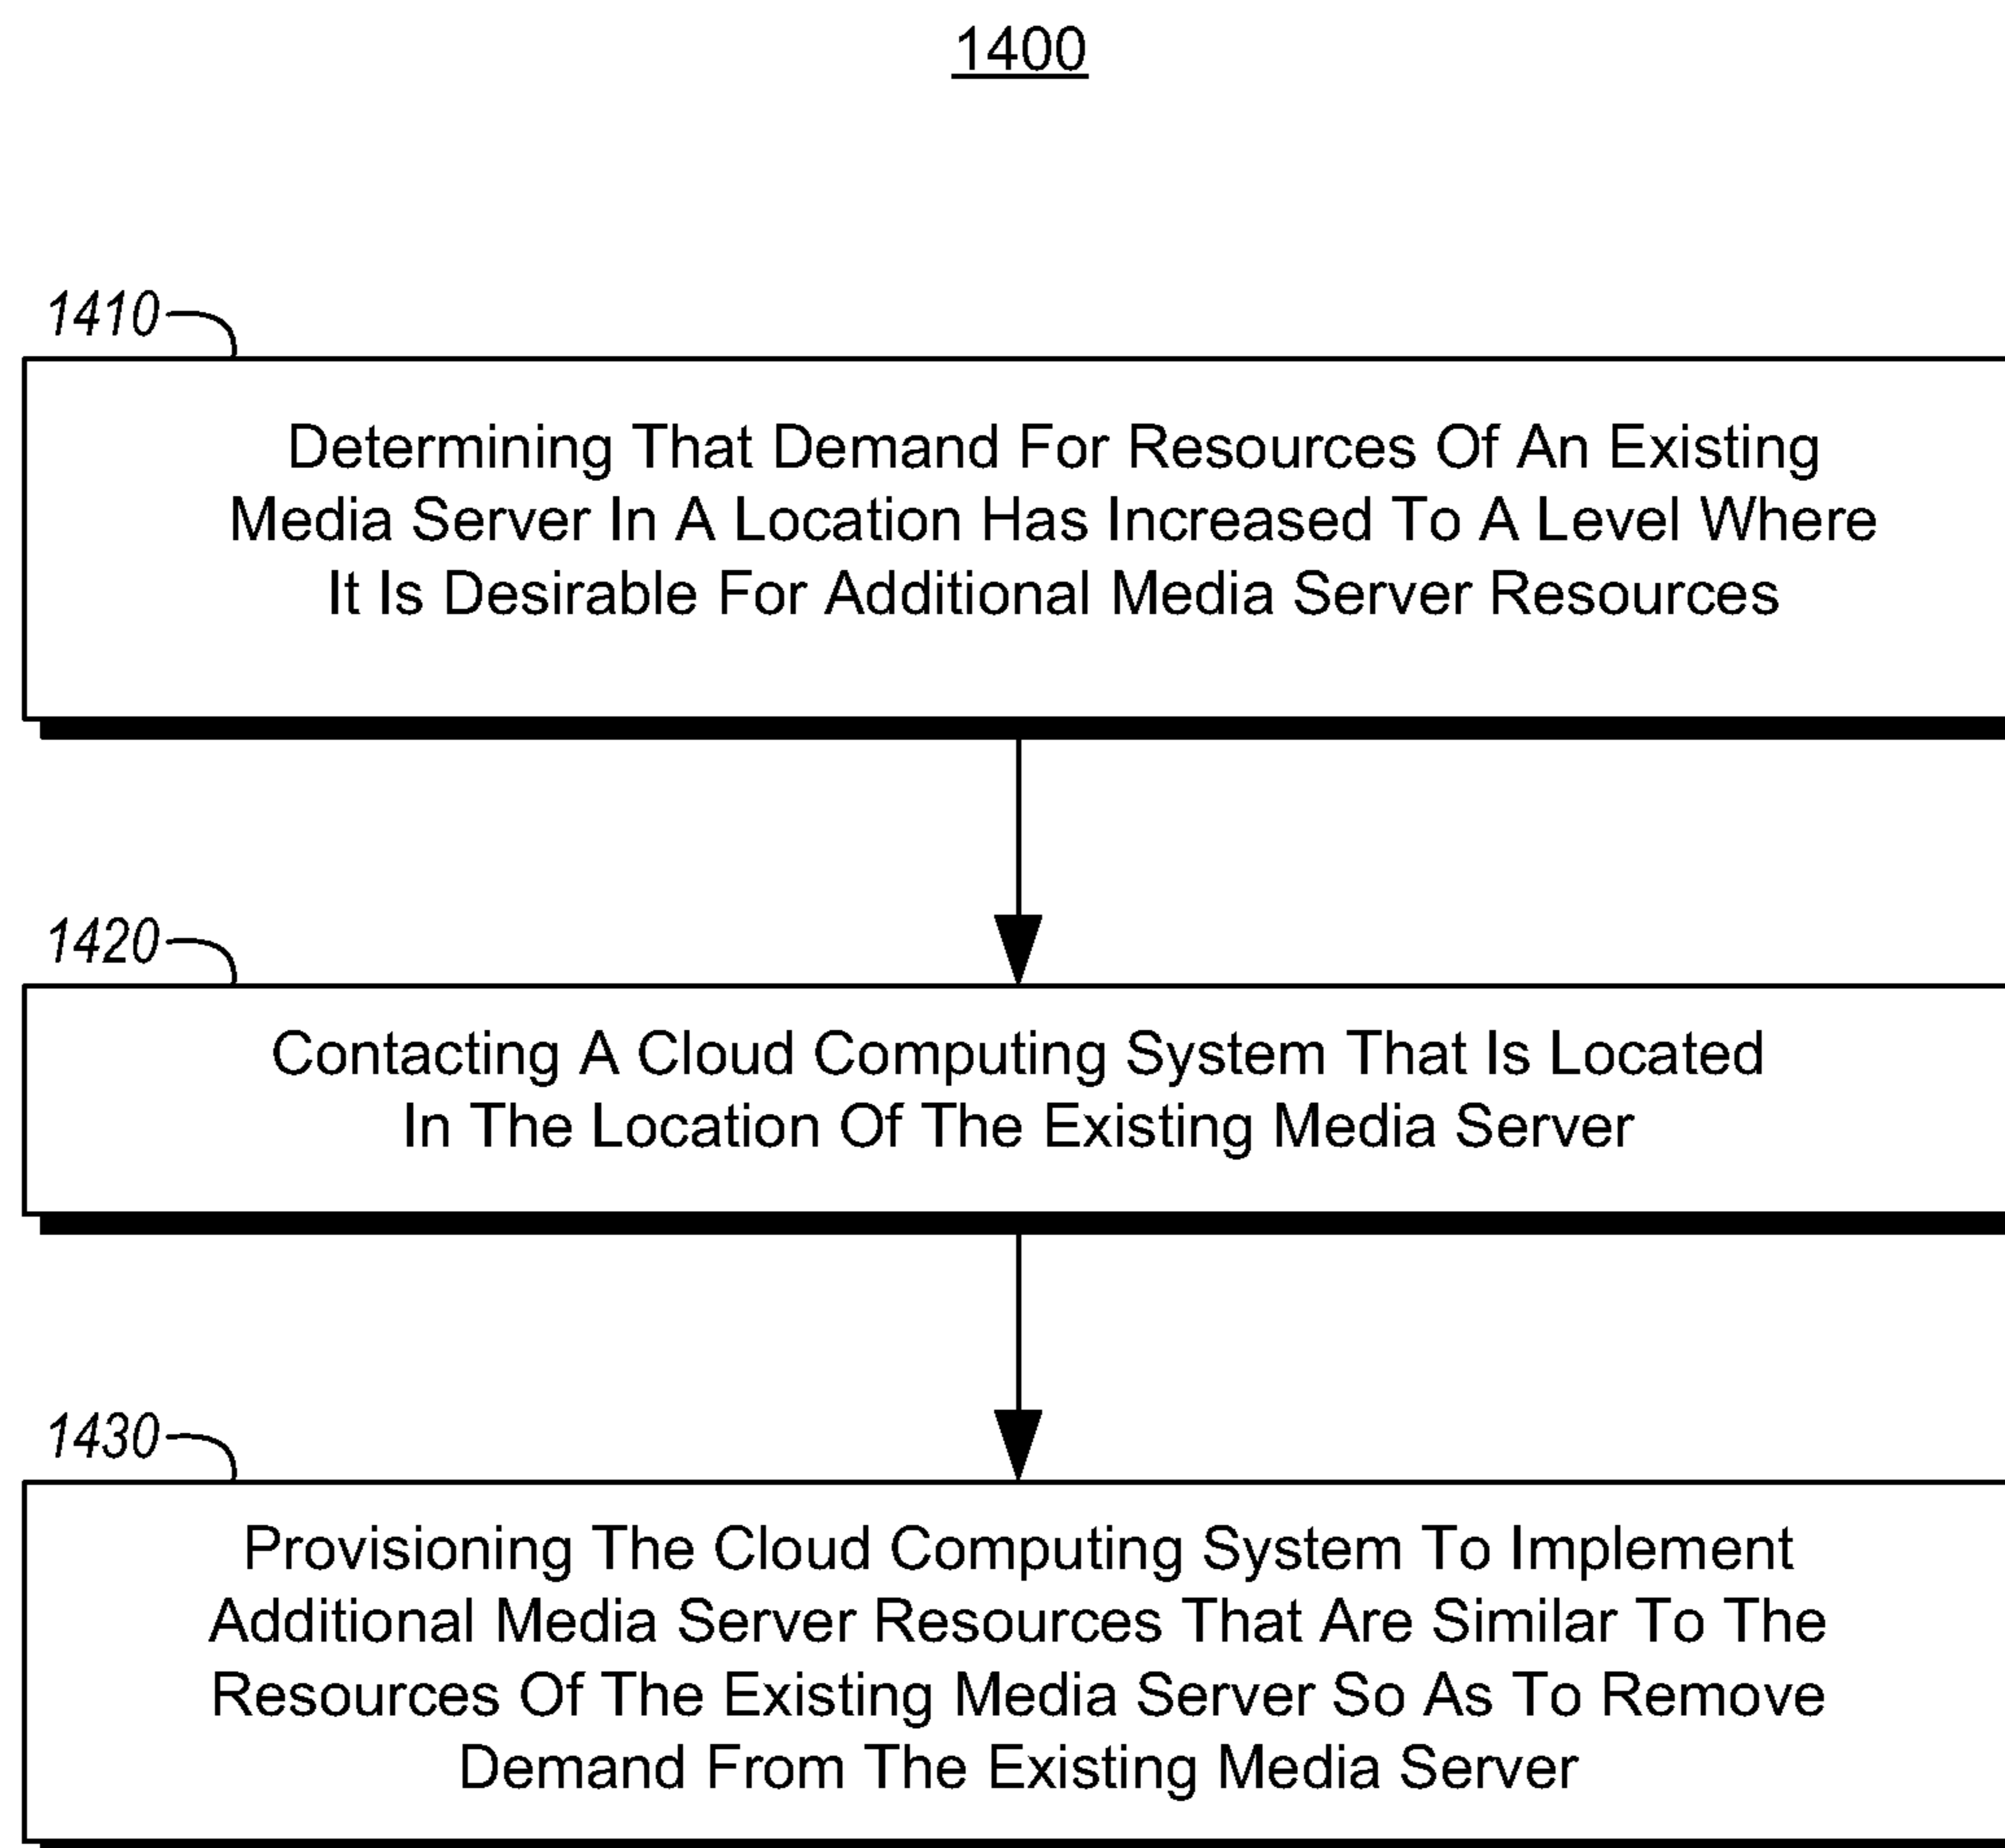 1400
1410
Determining That Demand For Resources Of An Existing
Media Server In A Location Has Increased To A Level Where
It Is Desirable For Additional Media Server Resources
1420
Contacting A Cloud Computing System That Is Located
In The Location Of The Existing Media Server
1430
Provisioning The Cloud Computing System To Implement
Additional Media Server Resources That Are Similar To The
Resources Of The Existing Media Server So As To Remove
Demand From The Existing Media Server